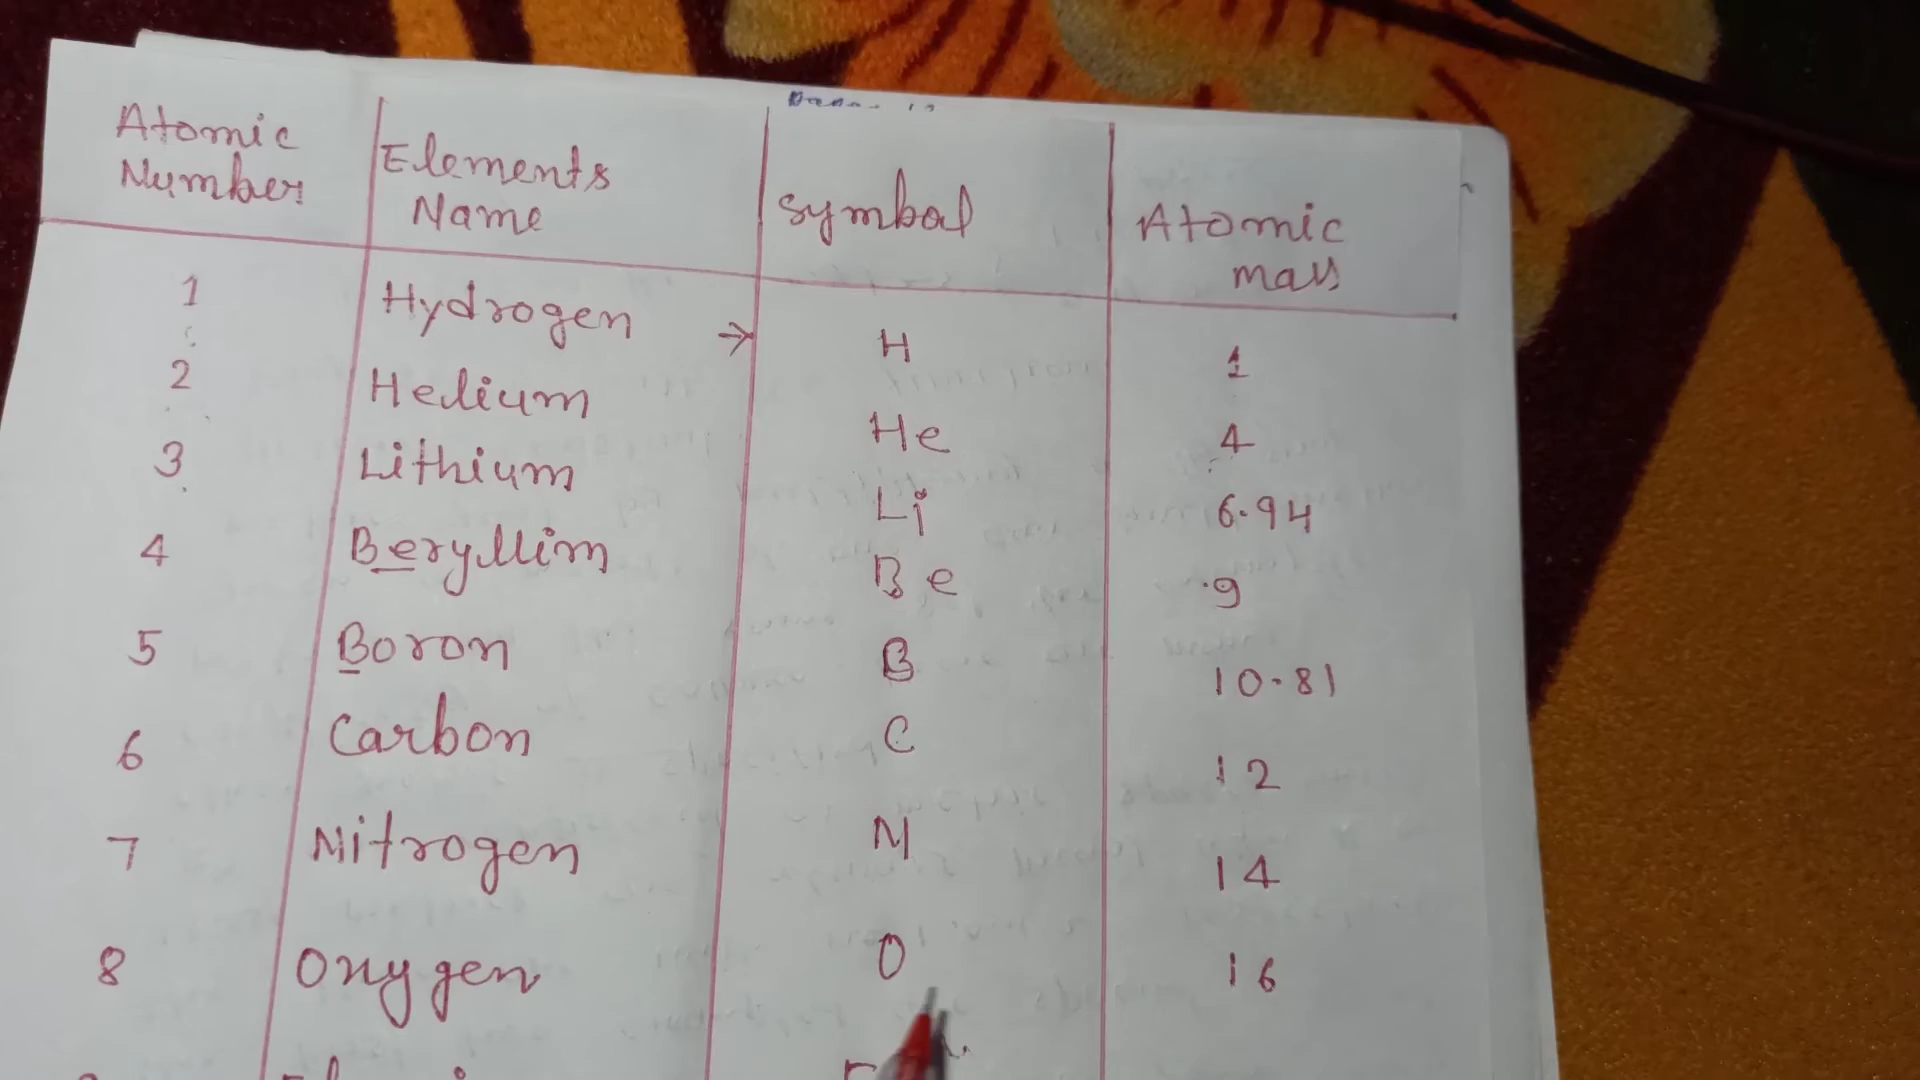 Atomic Number Elements Name Symbol Atomic mass
1 Hydrogen → H 1
2 Helium He 4
3 Lithium Li 6.94
4 Beryllim Be 9
5 Boron B 10.81
6 Carbon C 12
7 Nitrogen N 14
8 Oxygen O 16